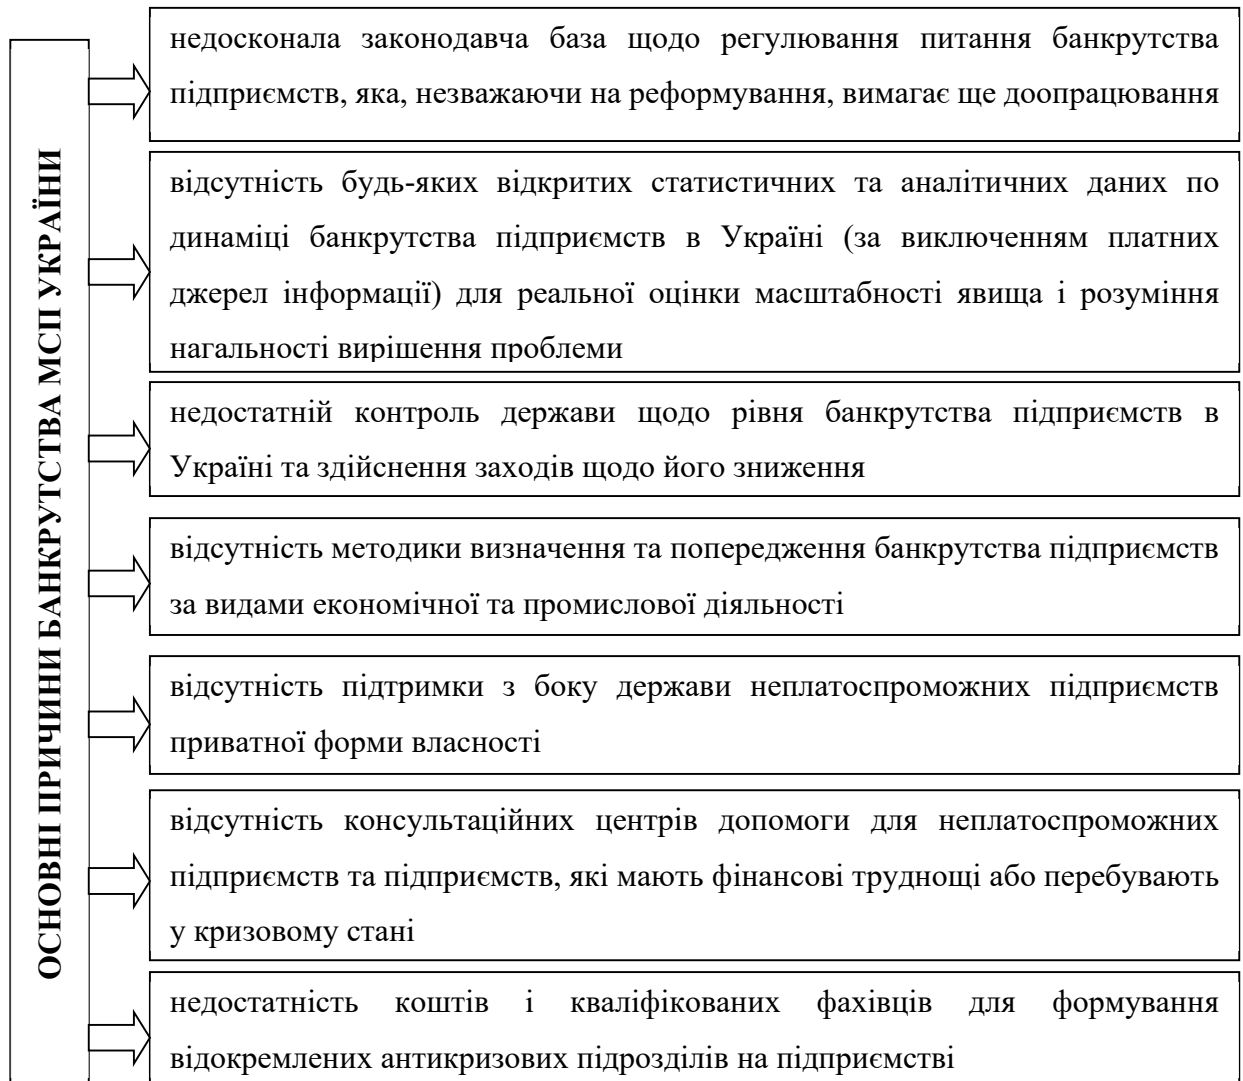 ОСНОВНІ ПРИЧИНИ БАНКРУТСТВА МСП УКРАЇНИ
недосконала законодавча база щодо регулювання питання банкрутства
підприємств, яка, незважаючи на реформування, вимагає ще доопрацювання
відсутність будь-яких відкритих статистичних та аналітичних даних по
динаміці банкрутства підприємств в Україні (за виключенням платних
джерел інформації) для реальної оцінки масштабності явища і розуміння
нагальності вирішення проблеми
недостатній контроль держави щодо рівня банкрутства підприємств в
Україні та здійснення заходів щодо його зниження
відсутність методики визначення та попередження банкрутства підприємств
за видами економічної та промислової діяльності
відсутність підтримки з боку держави неплатоспроможних підприємств
приватної форми власності
відсутність консультаційних центрів допомоги для неплатоспроможних
підприємств та підприємств, які мають фінансові труднощі або перебувають
у кризовому стані
недостатність коштів і кваліфікованих фахівців для формування
відокремлених антикризових підрозділів на підприємстві